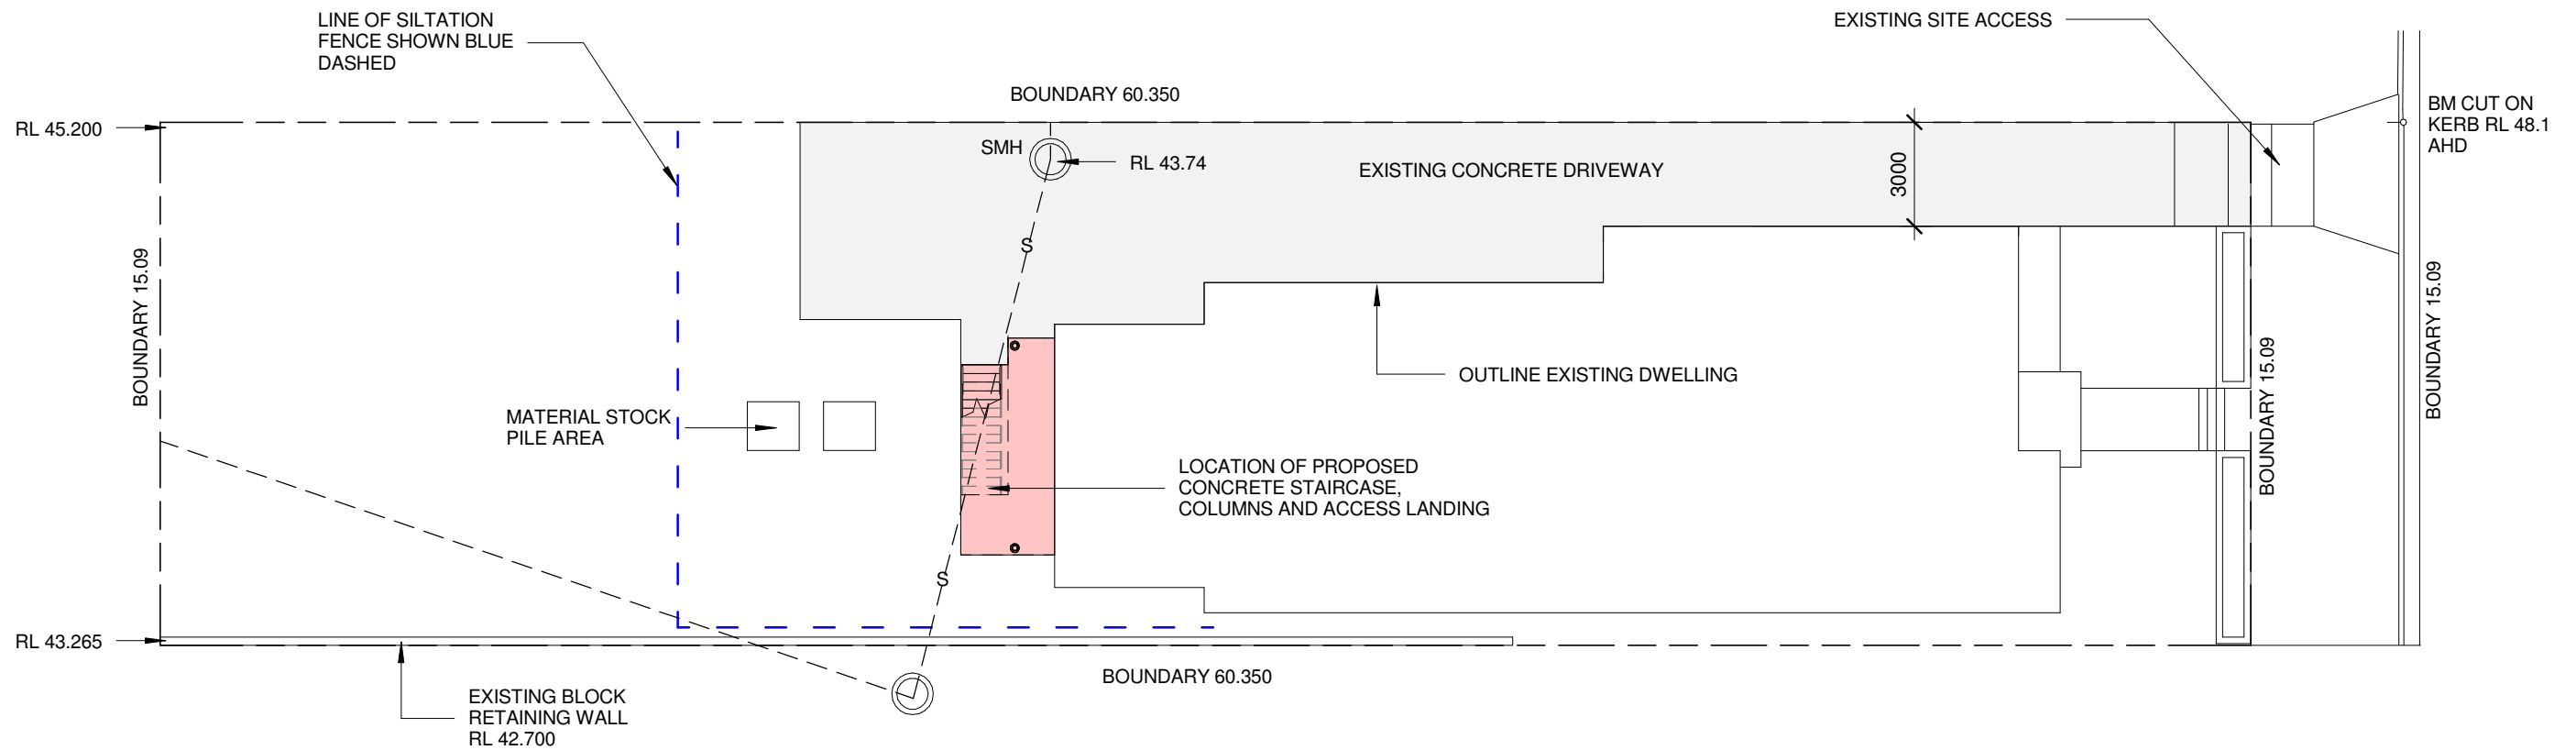 LINE OF SILTATION
FENCE SHOWN BLUE
DASHED
EXISTING SITE ACCESS
BOUNDARY 60.350
BM CUT ON
KERB RL 48.1
AHD
RL 45.200
SMH
RL 43.74
EXISTING CONCRETE DRIVEWAY
3000
S
BOUNDARY 15.09
BOUNDARY 15.09
BOUNDARY 15.09
OUTLINE EXISTING DWELLING
MATERIAL STOCK
PILE AREA
LOCATION OF PROPOSED
CONCRETE STAIRCASE,
COLUMNS AND ACCESS LANDING
S
RL 43.265
BOUNDARY 60.350
EXISTING BLOCK
RETAINING WALL
RL 42.700